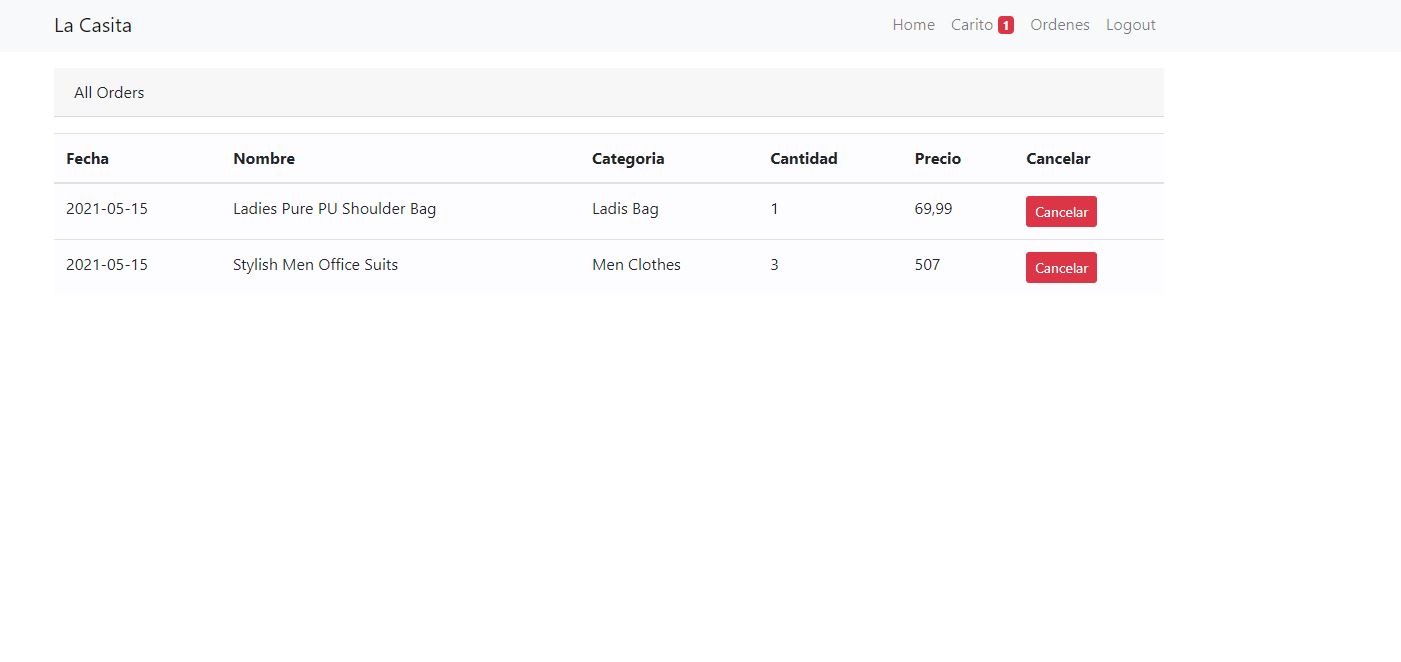 La Casita Home Carito 1 Ordenes Logout
All Orders
Fecha Nombre Categoria Cantidad Precio Cancelar
2021-05-15 Ladies Pure PU Shoulder Bag Ladis Bag 1 69,99 Cancelar
2021-05-15 Stylish Men Office Suits Men Clothes 3 507 Cancelar